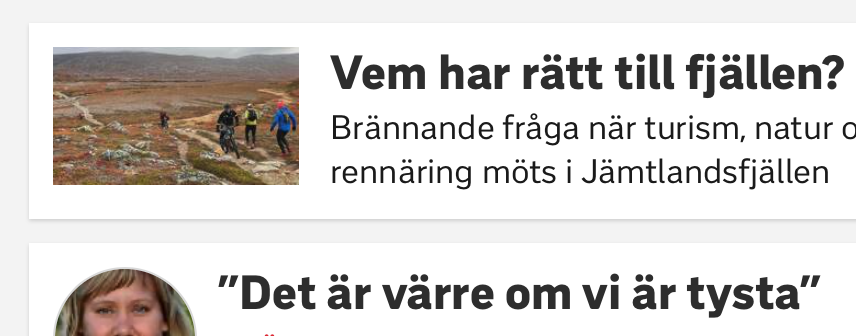 Vem har rätt till fjällen?
Brännande fråga när turism, natur
rennäring möts i Jämtlandsfjällen
”Det är värre om vi är tysta”